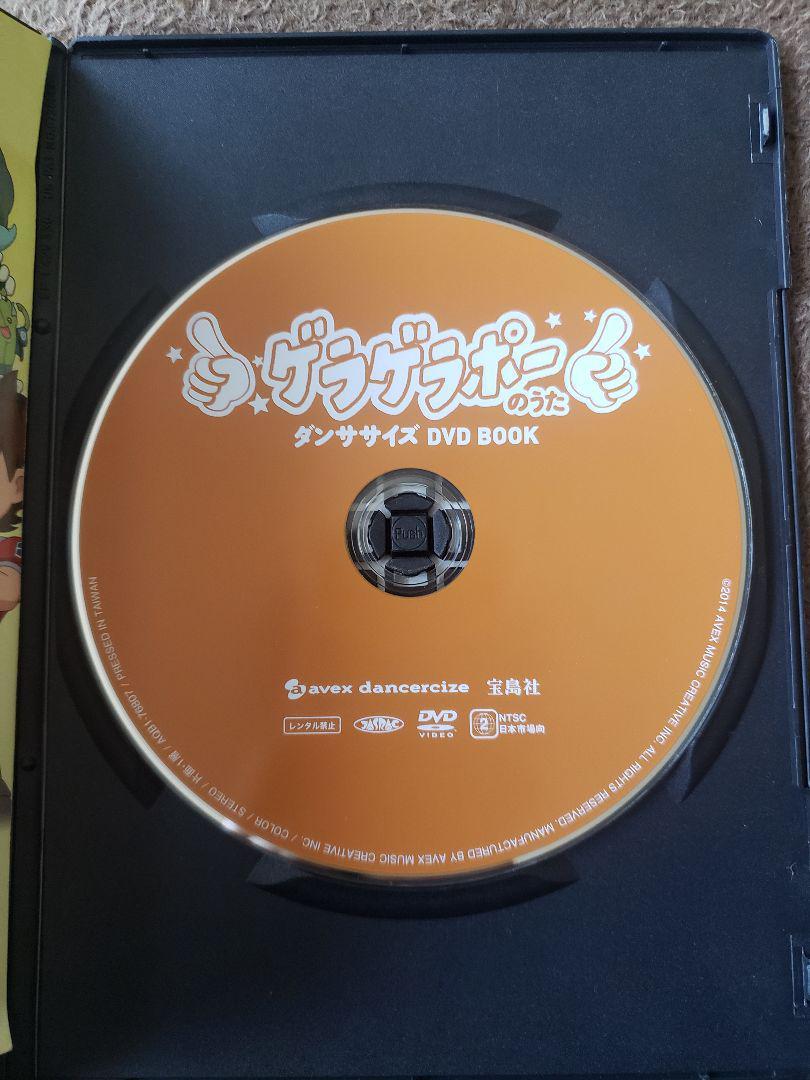 ゲラゲラポー
のうた
ダンササイズ DVD BOOK
Push
a avex dancercize 宝島社
レンタル禁止
JASRAC
DVD
VIDEO
2
NTSC
日本市場向
©2014 AVEX MUSIC CREATIVE INC. ALL RIGHTS RESERVED. MANUFACTURED BY AVEX MUSIC CREATIVE INC. / COLOR / STEREO / 片面・1層 / AQB1-76807 / PRESSED IN TAIWAN